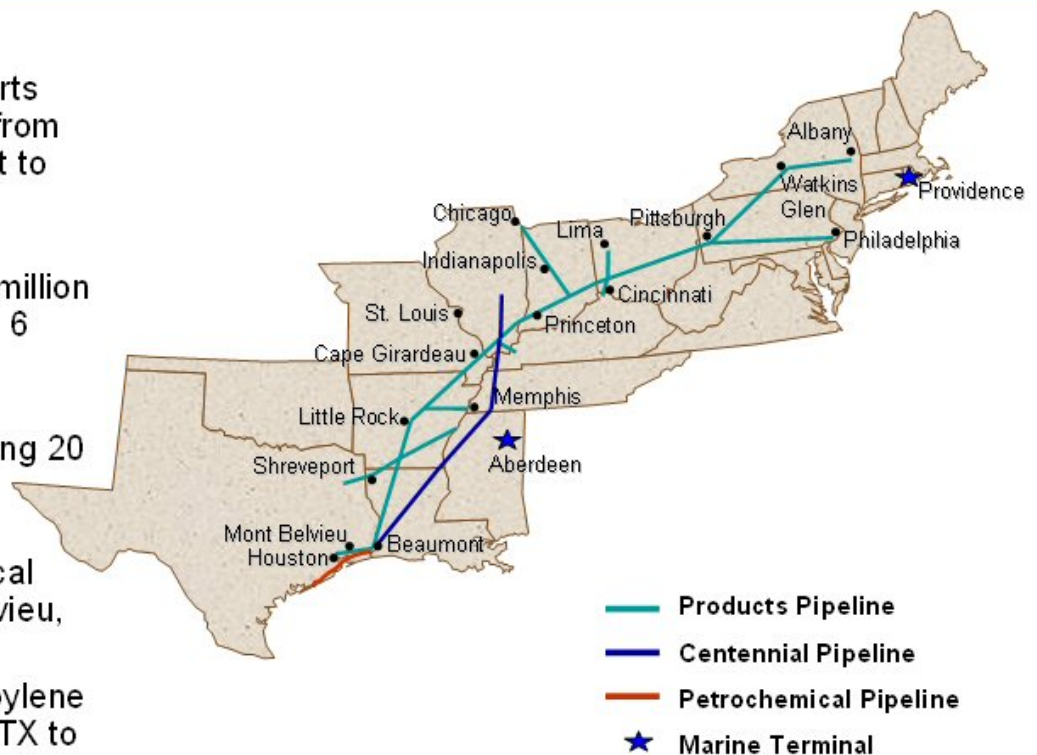 rts
from
t to
million
6
ng 20
cal
vieu,
pylene
TX to
Albany
Watkins
Glen
Providence
Chicago
Lima
Pittsburgh
Philadelphia
Indianapolis
Cincinnati
St. Louis
Princeton
Cape Girardeau
Memphis
Little Rock
Aberdeen
Shreveport
Mont Belvieu
Beaumont
Houston
Products Pipeline
Centennial Pipeline
Petrochemical Pipeline
Marine Terminal